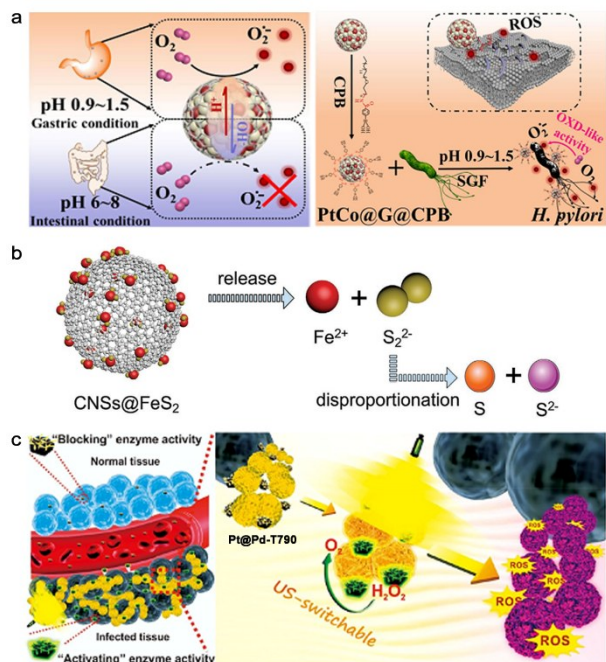 a
O₂
O₂•⁻
pH 0.9~1.5
Gastric condition
H⁺
OH⁻
pH 6~8
Intestinal condition
O₂
O₂•⁻
CPB
ROS
PtCo@G@CPB
pH 0.9~1.5
SGF
O₂•⁻
OXD-like
activity
O₂
H. pylori
b
CNSs@FeS₂
release
Fe²⁺
+
S₂²⁻
disproportionation
S
+
S²⁻
c
"Blocking" enzyme activity
Normal tissue
Infected tissue
"Activating" enzyme activity
Pt@Pd-T790
O₂
H₂O₂
US-switchable
ROS
ROS
ROS
ROS
ROS
ROS